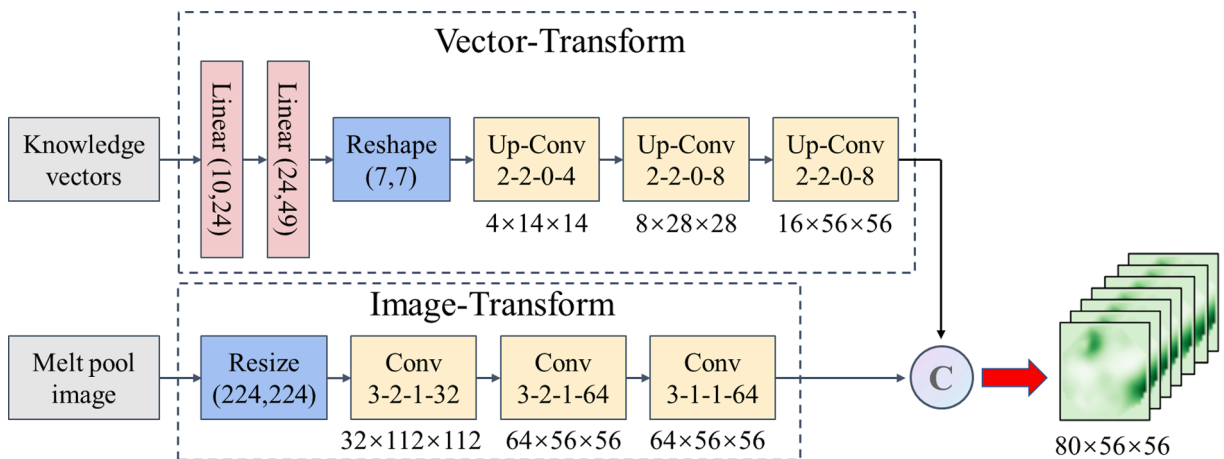 Vector-Transform
Knowledge
vectors
Linear (10,24)
Linear (24,49)
Reshape
(7,7)
Up-Conv
2-2-0-4
4×14×14
Up-Conv
2-2-0-8
8×28×28
Up-Conv
2-2-0-8
16×56×56
Image-Transform
Melt pool
image
Resize
(224,224)
Conv
3-2-1-32
32×112×112
Conv
3-2-1-64
64×56×56
Conv
3-1-1-64
64×56×56
C
80×56×56